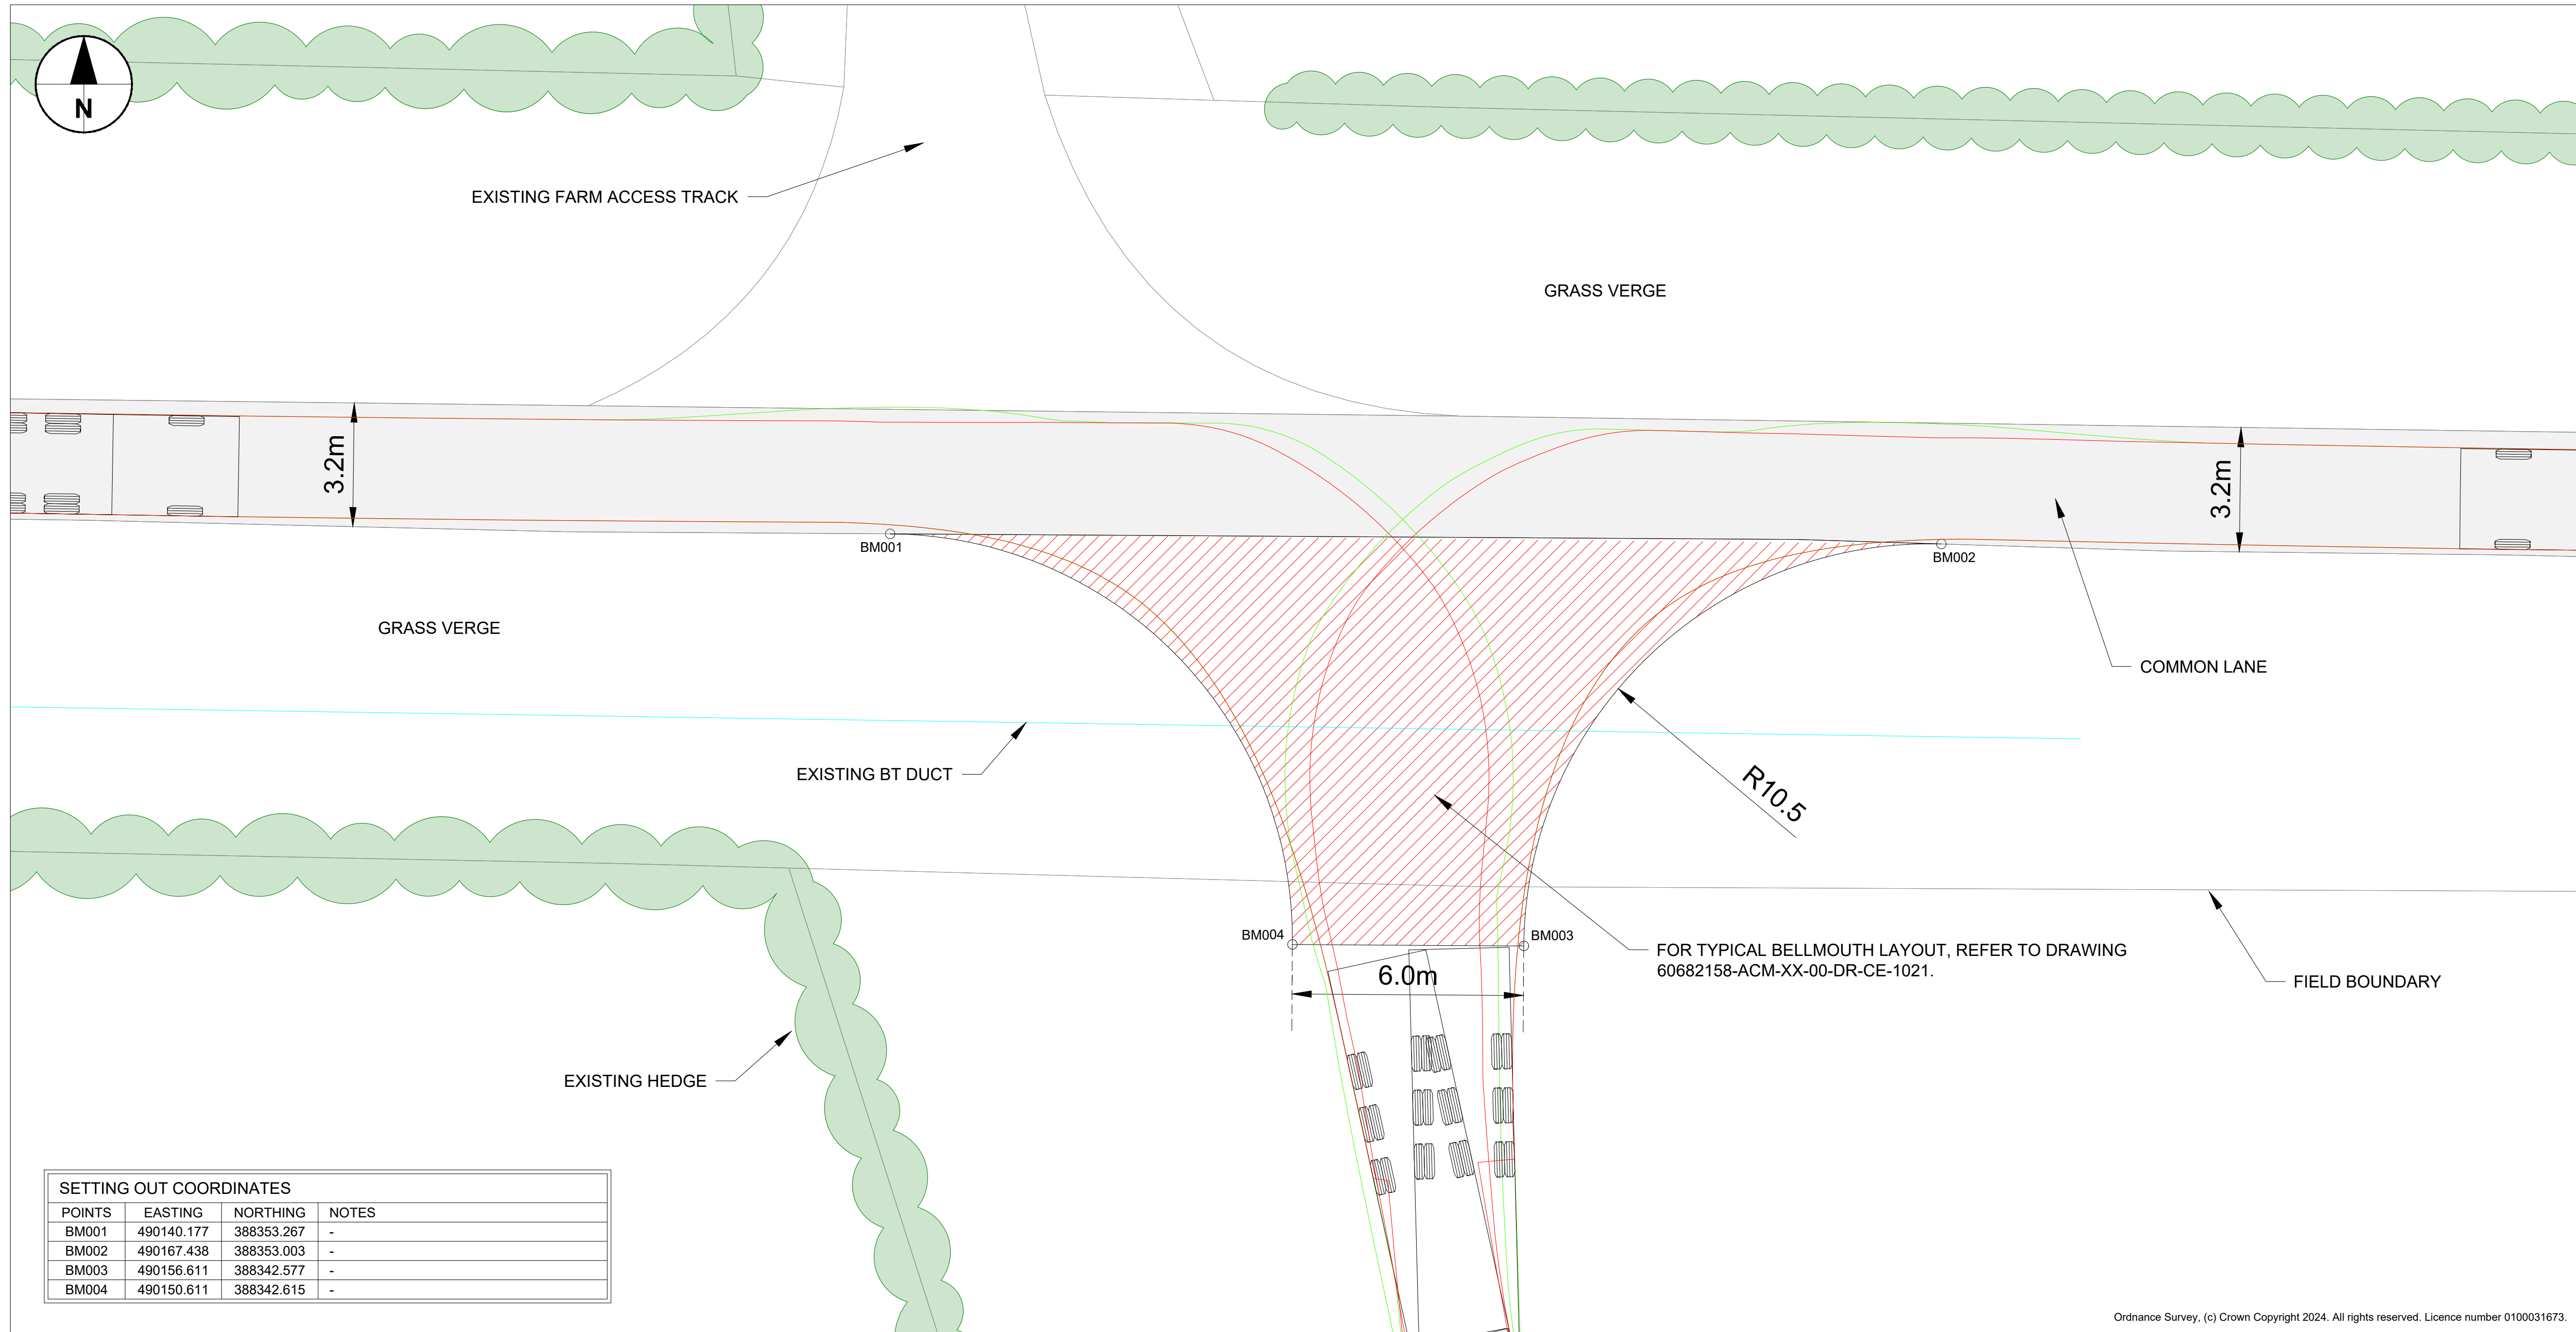 N
EXISTING FARM ACCESS TRACK
GRASS VERGE
3.2m
3.2m
BM001
BM002
GRASS VERGE
COMMON LANE
EXISTING BT DUCT
R10.5
BM004
BM003
6.0m
FOR TYPICAL BELLMOUTH LAYOUT, REFER TO DRAWING
60682158-ACM-XX-00-DR-CE-1021.
FIELD BOUNDARY
EXISTING HEDGE
SETTING OUT COORDINATES
POINTS EASTING NORTHING NOTES
BM001 490140.177 388353.267 -
BM002 490167.438 388353.003 -
BM003 490156.611 388342.577 -
BM004 490150.611 388342.615 -
Ordnance Survey, (c) Crown Copyright 2024. All rights reserved. Licence number 0100031673.